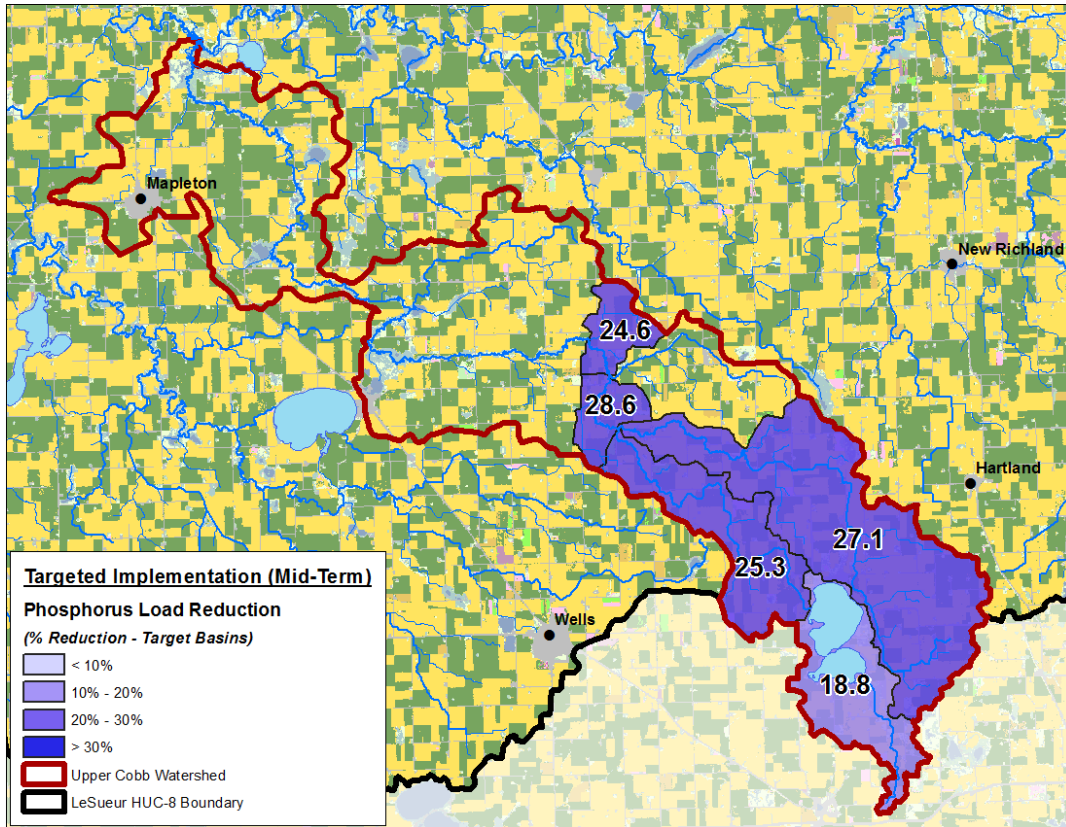 Mapleton
New Richland
24.6
28.6
Hartland
27.1
25.3
Wells
18.8
Targeted Implementation (Mid-Term)
Phosphorus Load Reduction
(% Reduction - Target Basins)
< 10%
10% - 20%
20% - 30%
> 30%
Upper Cobb Watershed
LeSueur HUC-8 Boundary